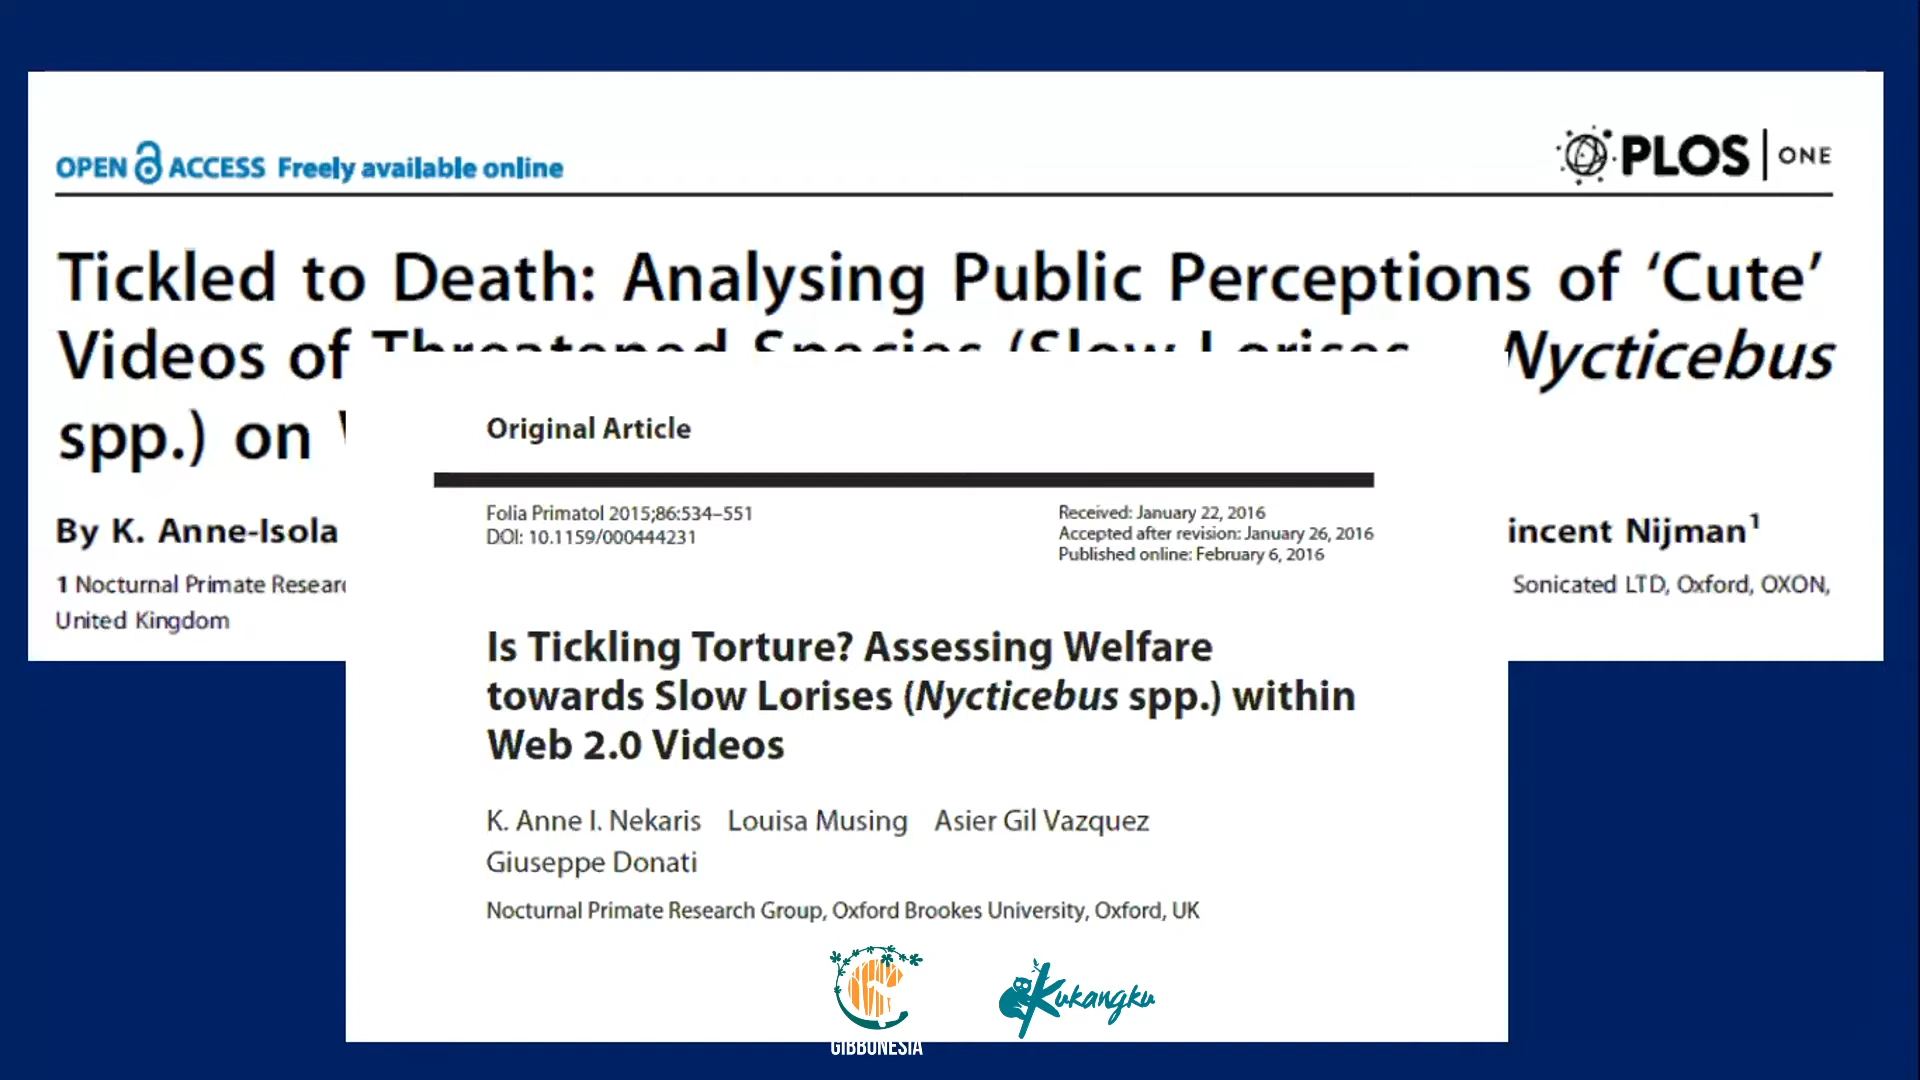 OPEN ACCESS Freely available online
PLOS ONE
Tickled to Death: Analysing Public Perceptions of ‘Cute’
Videos of Threatened Species (Slow Lorises Nycticebus
spp.) on
By K. Anne-Isola
incent Nijman1
1 Nocturnal Primate Resear
Sonicated LTD, Oxford, OXON,
United Kingdom
Original Article
Folia Primatol 2015;86:534–551
DOI: 10.1159/000444231
Received: January 22, 2016
Accepted after revision: January 26, 2016
Published online: February 6, 2016
Is Tickling Torture? Assessing Welfare
towards Slow Lorises (Nycticebus spp.) within
Web 2.0 Videos
K. Anne I. Nekaris Louisa Musing Asier Gil Vazquez
Giuseppe Donati
Nocturnal Primate Research Group, Oxford Brookes University, Oxford, UK
GIBBONESIA
Kukangku